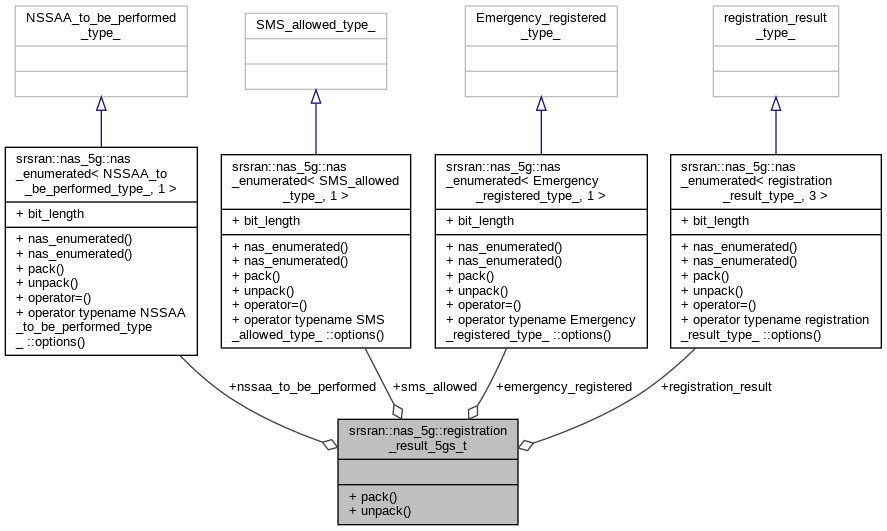 NSSAA_to_be_performed
_type_
SMS_allowed_type_
Emergency_registered
_type_
registration_result
_type_
srsran::nas_5g::nas
_enumerated< NSSAA_to
_be_performed_type_, 1 >
+ bit_length
+ nas_enumerated()
+ nas_enumerated()
+ pack()
+ unpack()
+ operator=()
+ operator typename NSSAA
_to_be_performed_type
_ ::options()
srsran::nas_5g::nas
_enumerated< SMS_allowed
_type_, 1 >
+ bit_length
+ nas_enumerated()
+ nas_enumerated()
+ pack()
+ unpack()
+ operator=()
+ operator typename SMS
_allowed_type_ ::options()
srsran::nas_5g::nas
_enumerated< Emergency
_registered_type_, 1 >
+ bit_length
+ nas_enumerated()
+ nas_enumerated()
+ pack()
+ unpack()
+ operator=()
+ operator typename Emergency
_registered_type_ ::options()
srsran::nas_5g::nas
_enumerated< registration
_result_type_, 3 >
+ bit_length
+ nas_enumerated()
+ nas_enumerated()
+ pack()
+ unpack()
+ operator=()
+ operator typename registration
_result_type_ ::options()
+nssaa_to_be_performed
+sms_allowed
+emergency_registered
+registration_result
srsran::nas_5g::registration
_result_5gs_t
+ pack()
+ unpack()